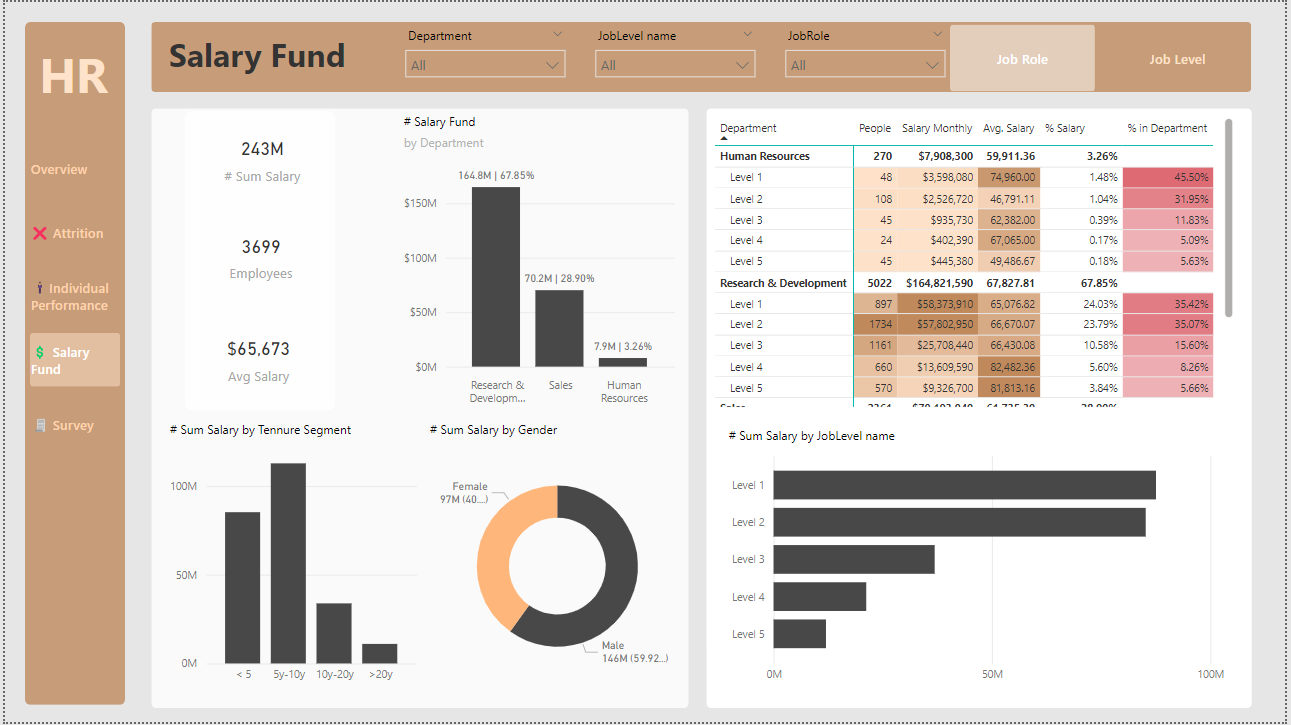 HR
Overview
❌ Attrition
Individual
Performance
$ Salary
Fund
Survey
Salary Fund
Department
All
JobLevel name
All
JobRole
All
Job Role
Job Level
243M
# Sum Salary
3699
Employees
$65,673
Avg Salary
# Salary Fund
by Department
164.8M | 67.85%
70.2M | 28.90%
7.9M | 3.26%
$150M
$100M
$50M
$0M
Research &
Developm...
Sales
Human
Resources
Department People Salary Monthly Avg. Salary % Salary % in Department
Human Resources 270 $7,908,300 59,911.36 3.26%
Level 1 48 $3,598,080 74,960.00 1.48% 45.50%
Level 2 108 $2,526,720 46,791.11 1.04% 31.95%
Level 3 45 $935,730 62,382.00 0.39% 11.83%
Level 4 24 $402,390 67,065.00 0.17% 5.09%
Level 5 45 $445,380 49,486.67 0.18% 5.63%
Research & Development 5022 $164,821,590 67,827.81 67.85%
Level 1 897 $58,373,910 65,076.82 24.03% 35.42%
Level 2 1734 $57,802,950 66,670.07 23.79% 35.07%
Level 3 1161 $25,708,440 66,430.08 10.58% 15.60%
Level 4 660 $13,609,590 82,482.36 5.60% 8.26%
Level 5 570 $9,326,700 81,813.16 3.84% 5.66%
# Sum Salary by Tennure Segment
100M
50M
0M
< 5 5y-10y 10y-20y >20y
# Sum Salary by Gender
Female
97M (40....)
Male
146M (59.92...)
# Sum Salary by JobLevel name
Level 1
Level 2
Level 3
Level 4
Level 5
0M 50M 100M